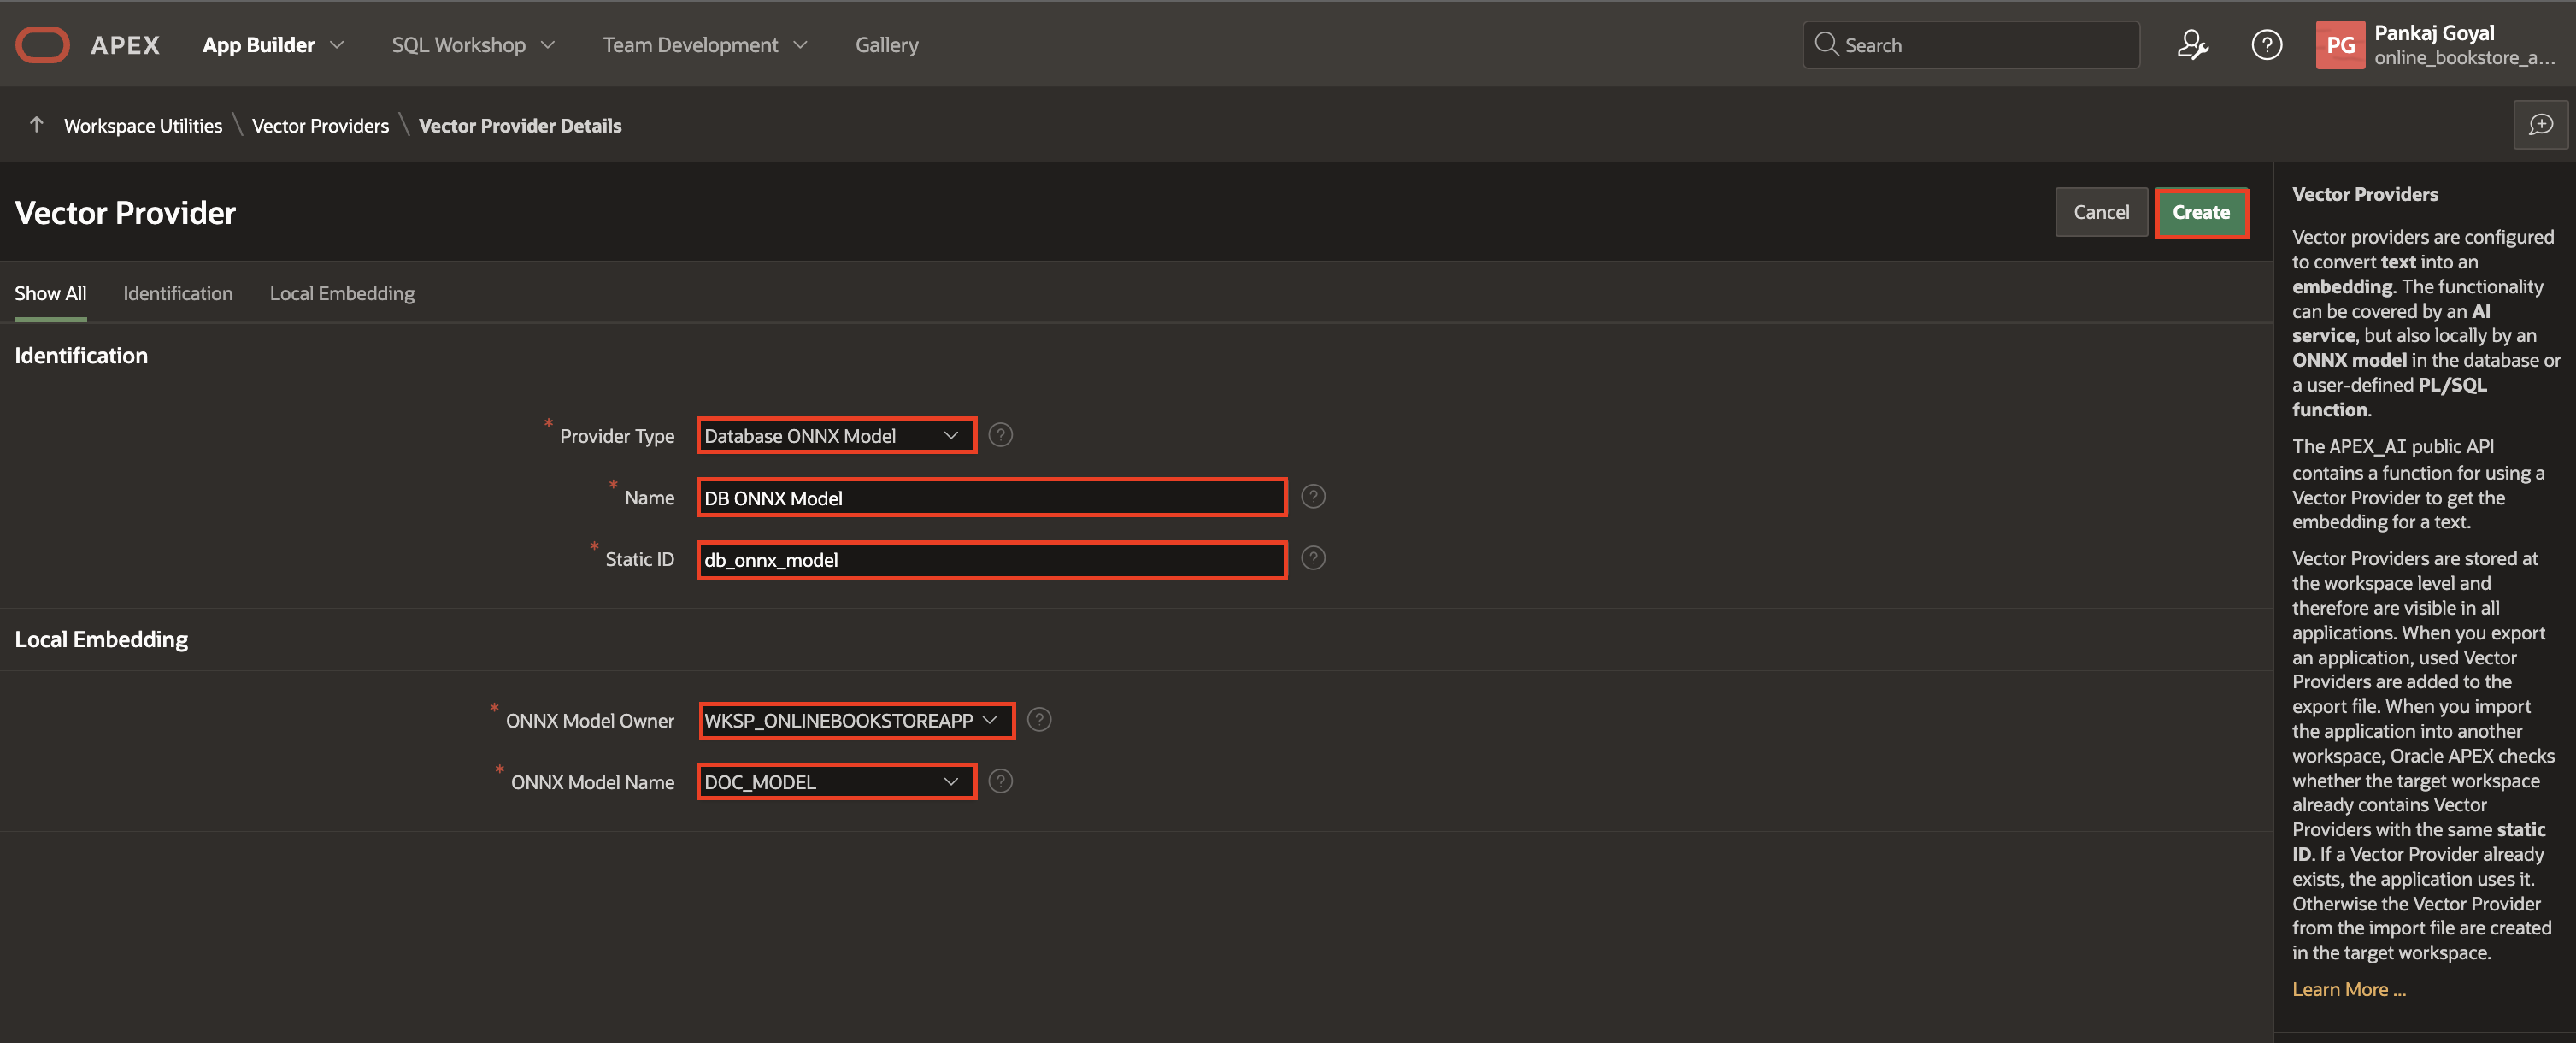 APEX App Builder SQL Workshop Team Development Gallery Search ? PG Pankaj Goyal
online_bookstore_a...
Workspace Utilities \ Vector Providers \ Vector Provider Details
Vector Provider Cancel Create
Show All Identification Local Embedding
Identification
* Provider Type Database ONNX Model ?
* Name DB ONNX Model ?
* Static ID db_onnx_model ?
Local Embedding
* ONNX Model Owner WKSP_ONLINEBOOKSTOREAPP ?
* ONNX Model Name DOC_MODEL ?
Vector Providers
Vector providers are configured
to convert text into an
embedding. The functionality
can be covered by an AI
service, but also locally by an
ONNX model in the database or
a user-defined PL/SQL
function.
The APEX_AI public API
contains a function for using a
Vector Provider to get the
embedding for a text.
Vector Providers are stored at
the workspace level and
therefore are visible in all
applications. When you export
an application, used Vector
Providers are added to the
export file. When you import
the application into another
workspace, Oracle APEX checks
whether the target workspace
already contains Vector
Providers with the same static
ID. If a Vector Provider already
exists, the application uses it.
Otherwise the Vector Provider
from the import file are created
in the target workspace.
Learn More ...